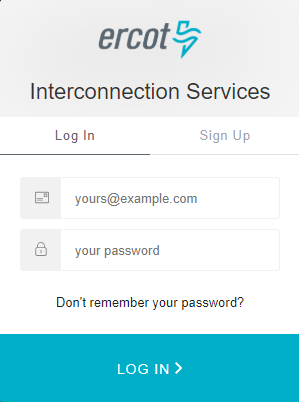 ercot
Interconnection Services
Log In
Sign Up
yours@example.com
your password
Don't remember your password?
LOG IN